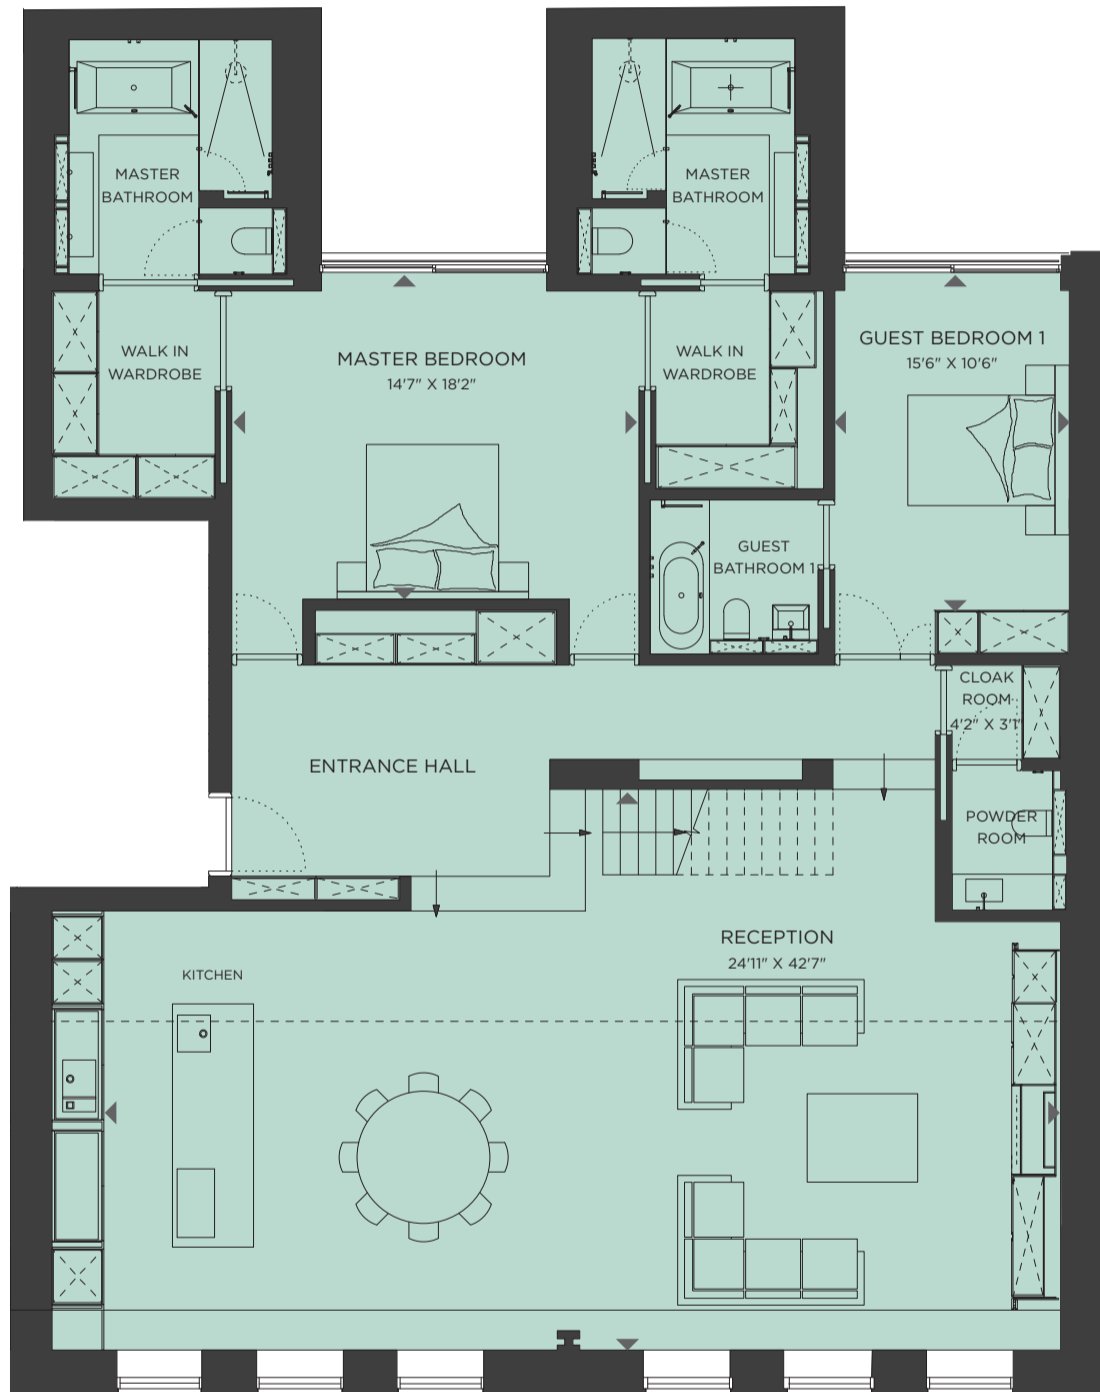 MASTER
BATHROOM
MASTER
BATHROOM
WALK IN
WARDROBE
MASTER BEDROOM
14'7" X 18'2"
WALK IN
WARDROBE
GUEST BEDROOM 1
15'6" X 10'6"
GUEST
BATHROOM 1
CLOAK
ROOM
4'2" X 3'1"
ENTRANCE HALL
POWDER
ROOM
RECEPTION
24'11" X 42'7"
KITCHEN